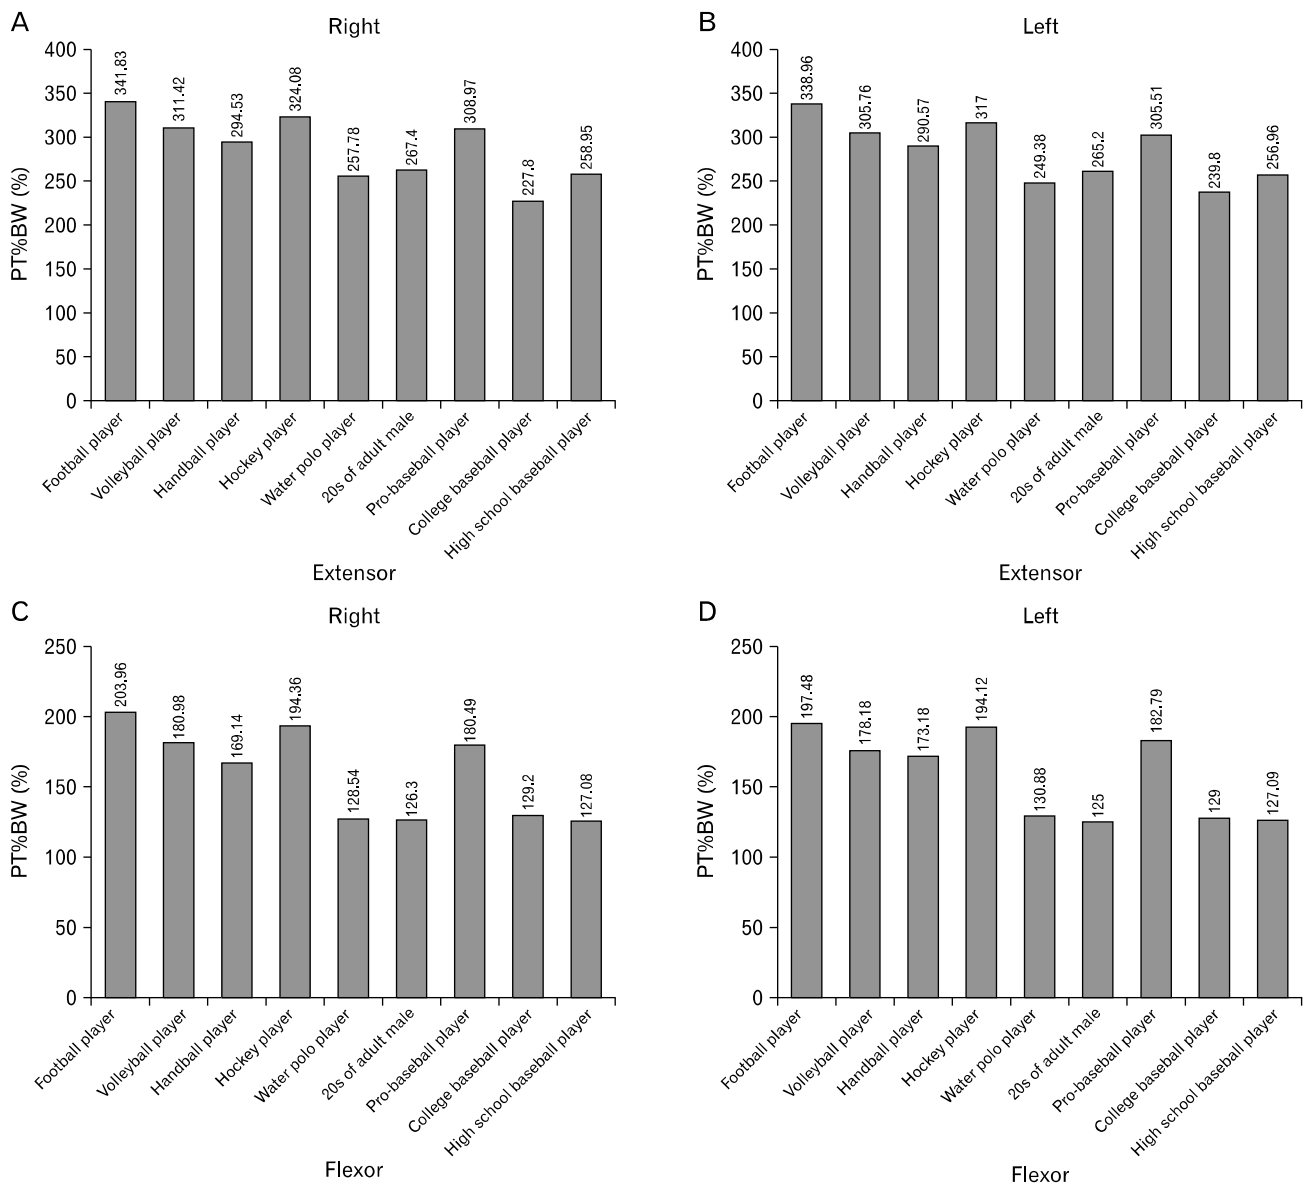 A
Right
400
350
300
250
200
150
100
50
0
PT%BW (%)
341.83
311.42
294.53
324.08
257.78
267.4
308.97
227.8
258.95
Football player
Volleyball player
Handball player
Hockey player
Water polo player
20s of adult male
Pro-baseball player
College baseball player
High school baseball player
Extensor
B
Left
400
350
300
250
200
150
100
50
0
PT%BW (%)
338.96
305.76
290.57
317
249.38
265.2
305.51
239.8
256.96
Football player
Volleyball player
Handball player
Hockey player
Water polo player
20s of adult male
Pro-baseball player
College baseball player
High school baseball player
Extensor
C
Right
250
200
150
100
50
0
PT%BW (%)
203.96
180.98
169.14
194.36
128.54
126.3
180.49
129.2
127.08
Football player
Volleyball player
Handball player
Hockey player
Water polo player
20s of adult male
Pro-baseball player
College baseball player
High school baseball player
Flexor
D
Left
250
200
150
100
50
0
PT%BW (%)
197.48
178.18
173.18
194.12
130.88
125
182.79
129
127.09
Football player
Volleyball player
Handball player
Hockey player
Water polo player
20s of adult male
Pro-baseball player
College baseball player
High school baseball player
Flexor